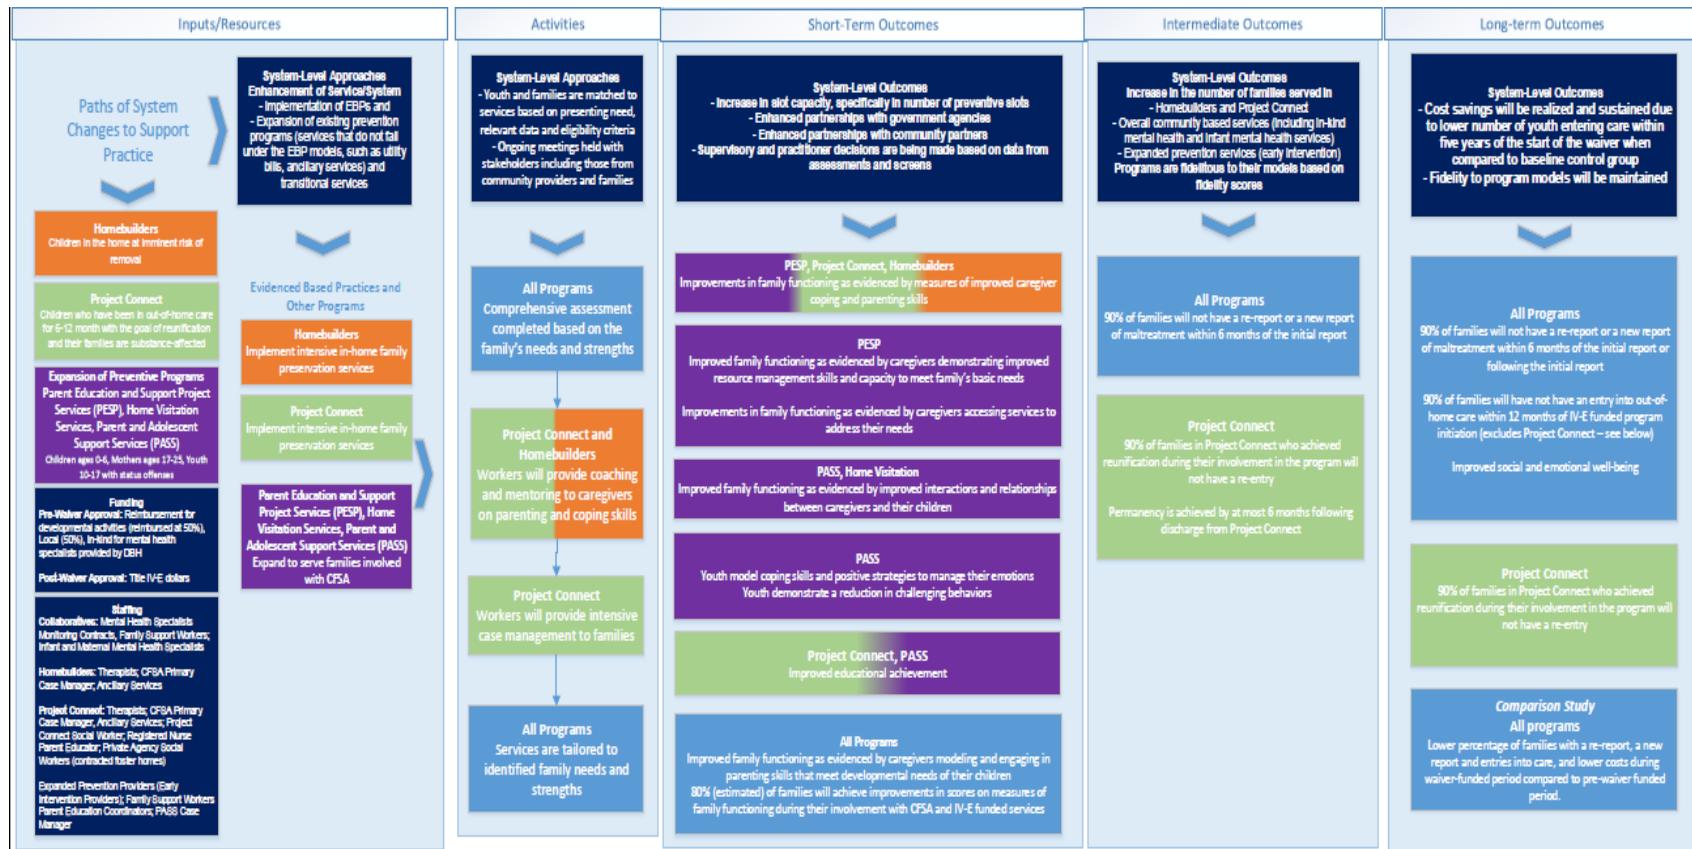 Inputs/Resources
Paths of System
Changes to Support
Practice
System-Level Approaches
Enhancement of Service/System
- Implementation of EBPs and
- Expansion of existing prevention
programs (services that do not fall
under the EBP models, such as utility
bills, ancillary services) and
transitional services
Homebuilders
Children in the home at imminent risk of
removal
Project Connect
Children who have been in out-of-home care
for 6-12 month with the goal of reunification
and their families are substance-affected
Expansion of Preventive Programs
Parent Education and Support Project
Services (PESP), Home Visitation
Services, Parent and Adolescent
Support Services (PASS)
Children ages 0-6, Mothers ages 17-25, Youth
10-17 with status offenses
Funding
Pre-Waiver Approval: Reimbursement for
developmental activities (reimbursed at 50%),
Local (50%), In-kind for mental health
specialists provided by DBH
Post-Waiver Approval: Title IV-E dollars
Staffing
Collaboratives: Mental Health Specialists
Monitoring Contracts, Family Support Workers;
Infant and Maternal Mental Health Specialists
Homebuilders: Therapists; CFSA Primary
Case Manager; Ancillary Services
Project Connect: Therapists; CFSA Primary
Case Manager, Ancillary Services; Project
Connect Social Worker; Registered Nurse
Parent Educator; Private Agency Social
Workers (contracted foster homes)
Expanded Prevention Providers (Early
Intervention Providers); Family Support Workers
Parent Education Coordinators; PASS Case
Manager
Evidenced Based Practices and
Other Programs
Homebuilders
Implement intensive in-home family
preservation services
Project Connect
Implement intensive in-home family
preservation services
Parent Education and Support
Project Services (PESP), Home
Visitation Services, Parent and
Adolescent Support Services (PASS)
Expand to serve families involved
with CFSA
Activities
System-Level Approaches
- Youth and families are matched to
services based on presenting need,
relevant data and eligibility criteria
- Ongoing meetings held with
stakeholders including those from
community providers and families
All Programs
Comprehensive assessment
completed based on the
family's needs and strengths
Project Connect and
Homebuilders
Workers will provide coaching
and mentoring to caregivers
on parenting and coping skills
Project Connect
Workers will provide intensive
case management to families
All Programs
Services are tailored to
identified family needs and
strengths
Short-Term Outcomes
System-Level Outcomes
- Increase in slot capacity, specifically in number of preventive slots
- Enhanced partnerships with government agencies
- Enhanced partnerships with community partners
- Supervisory and practitioner decisions are being made based on data from
assessments and screens
PESP, Project Connect, Homebuilders
Improvements in family functioning as evidenced by measures of improved caregiver
coping and parenting skills
PESP
Improved family functioning as evidenced by caregivers demonstrating improved
resource management skills and capacity to meet family's basic needs
Improvements in family functioning as evidenced by caregivers accessing services to
address their needs
PASS, Home Visitation
Improved family functioning as evidenced by improved interactions and relationships
between caregivers and their children
PASS
Youth model coping skills and positive strategies to manage their emotions
Youth demonstrate a reduction in challenging behaviors
Project Connect, PASS
Improved educational achievement
All Programs
Improved family functioning as evidenced by caregivers modeling and engaging in
parenting skills that meet developmental needs of their children
80% (estimated) of families will achieve improvements in scores on measures of
family functioning during their involvement with CFSA and IV-E funded services
Intermediate Outcomes
System-Level Outcomes
Increase in the number of families served in
- Homebuilders and Project Connect
- Overall community based services (including in-kind
mental health and infant mental health services)
- Expanded prevention services (early intervention)
Programs are fidelitious to their models based on
fidelity scores
All Programs
90% of families will not have a re-report or a new report
of maltreatment within 6 months of the initial report
Project Connect
90% of families in Project Connect who achieved
reunification during their involvement in the program will
not have a re-entry
Permanency is achieved by at most 6 months following
discharge from Project Connect
Long-term Outcomes
System-Level Outcomes
- Cost savings will be realized and sustained due
to lower number of youth entering care within
five years of the start of the waiver when
compared to baseline control group
- Fidelity to program models will be maintained
All Programs
90% of families will not have a re-report or a new report
of maltreatment within 6 months of the initial report or
following the initial report
90% of families will have not have an entry into out-of-
home care within 12 months of IV-E funded program
initiation (excludes Project Connect – see below)
Improved social and emotional well-being
Project Connect
90% of families in Project Connect who achieved
reunification during their involvement in the program will
not have a re-entry
Comparison Study
All programs
Lower percentage of families with a re-report, a new
report and entries into care, and lower costs during
waiver-funded period compared to pre-waiver funded
period.